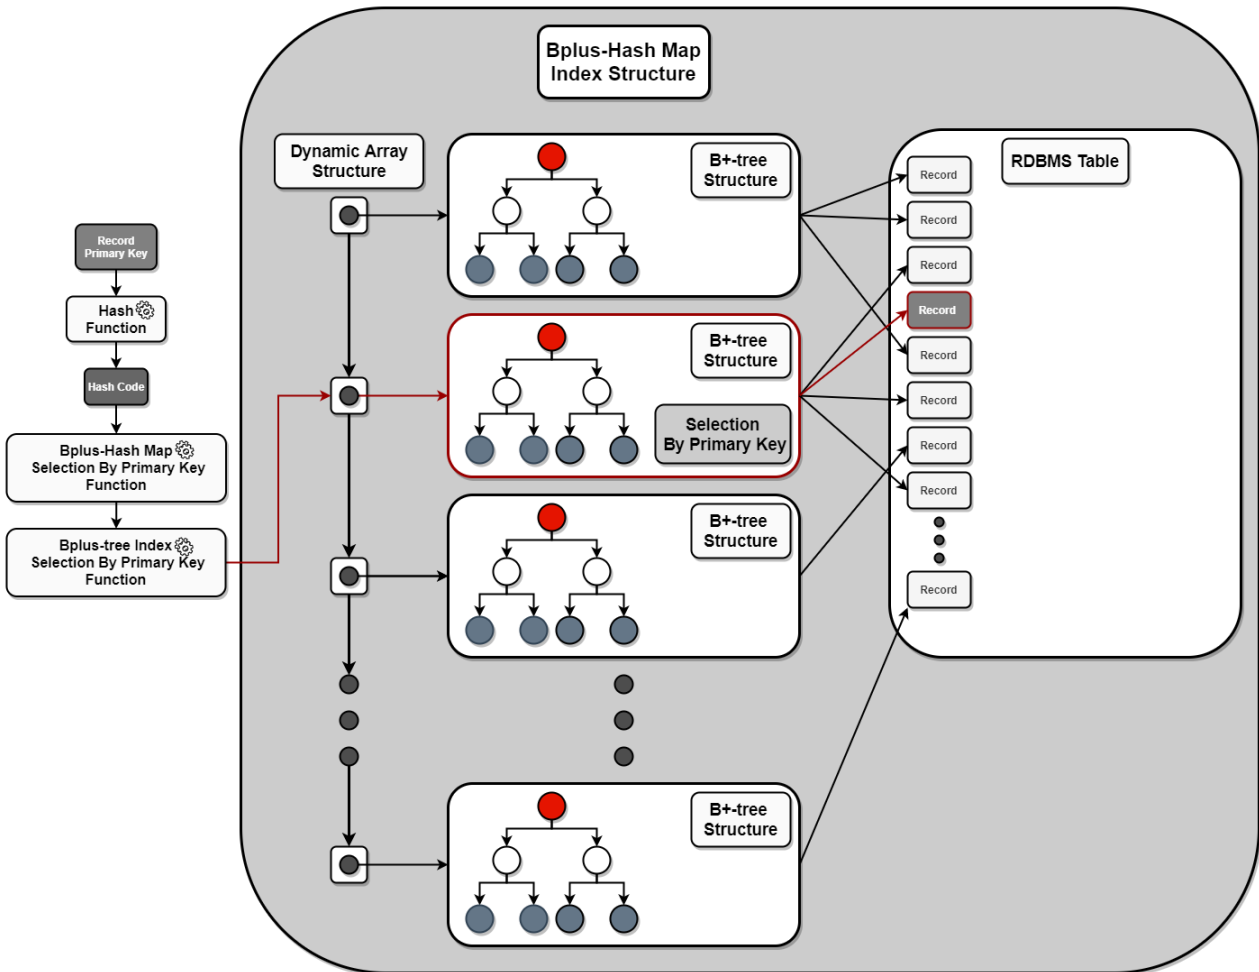 Bplus-Hash Map
Index Structure
Dynamic Array
Structure
B+-tree
Structure
RDBMS Table
Record
Record
Record
Record
Record
Record
Record
Record
Record
Record
Primary Key
Hash
Function
Hash Code
Bplus-Hash Map
Selection By Primary Key
Function
Bplus-tree Index
Selection By Primary Key
Function
B+-tree
Structure
Selection
By Primary Key
B+-tree
Structure
B+-tree
Structure